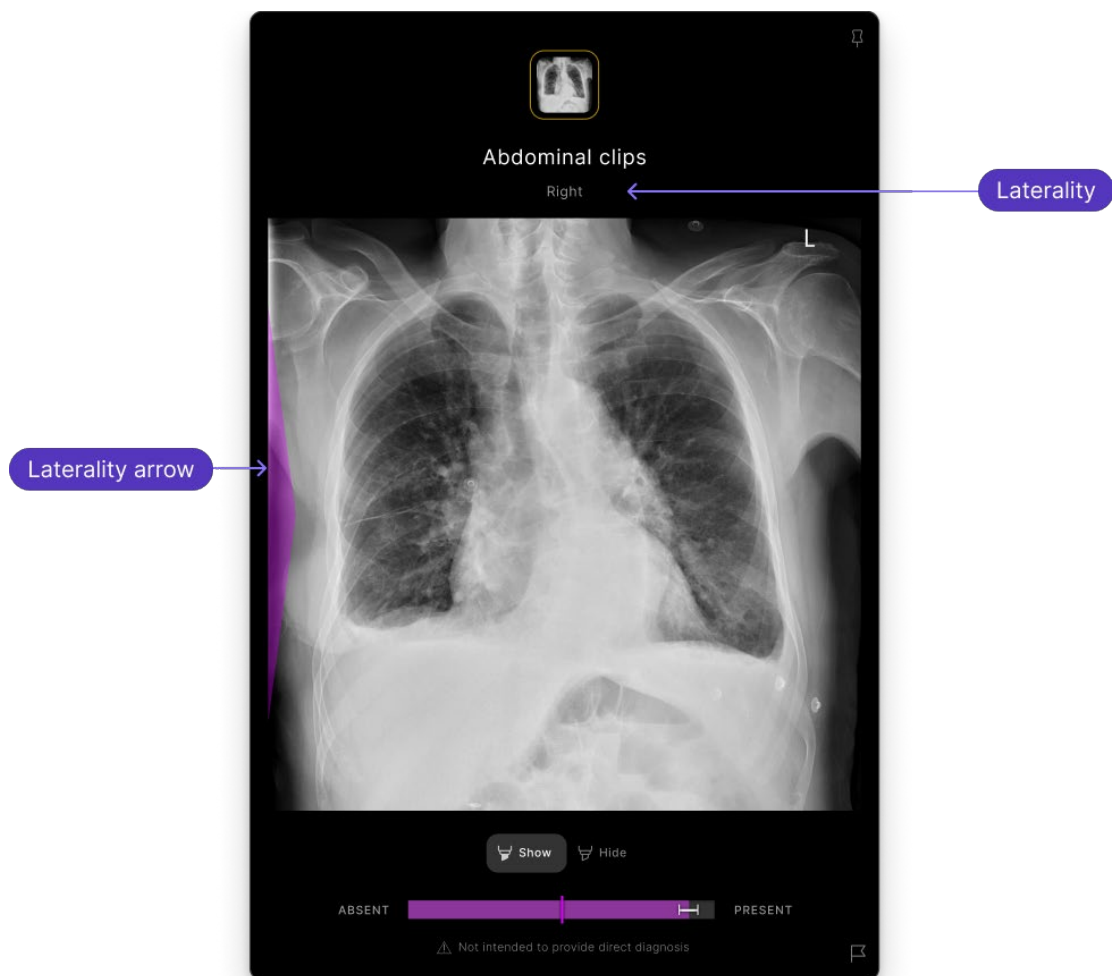 Abdominal clips
Right
Laterality
L
Laterality arrow
Show
Hide
ABSENT
PRESENT
Not intended to provide direct diagnosis